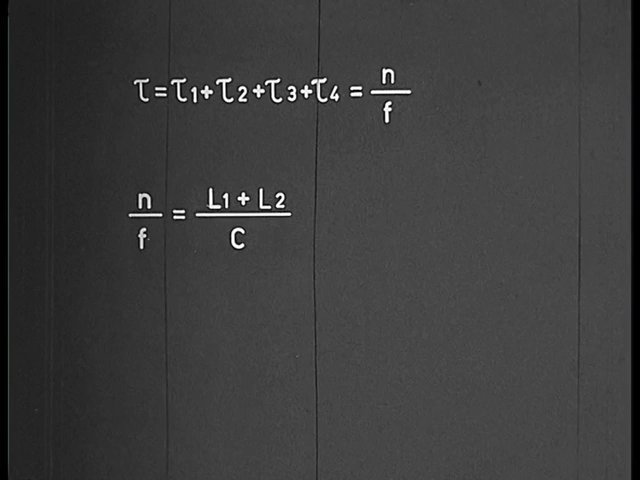 τ=τ1+τ2+τ3+τ4 = n/f
n/f = L1 + L2/C